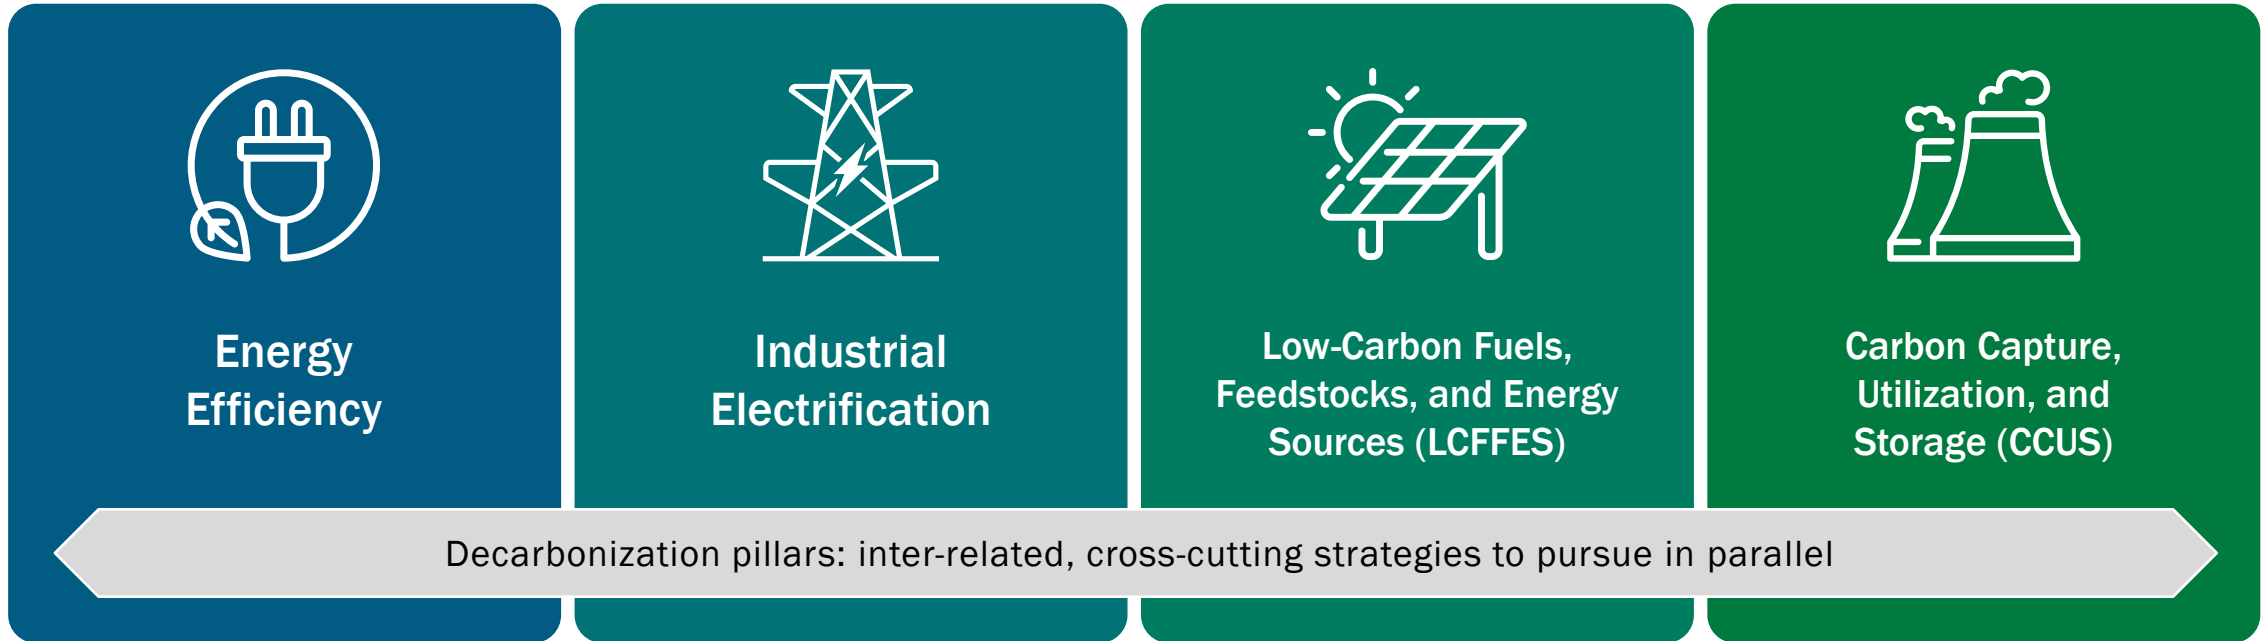 Energy
Efficiency
Industrial
Electrification
Low-Carbon Fuels,
Feedstocks, and Energy
Sources (LCFFES)
Carbon Capture,
Utilization, and
Storage (CCUS)
Decarbonization pillars: inter-related, cross-cutting strategies to pursue in parallel